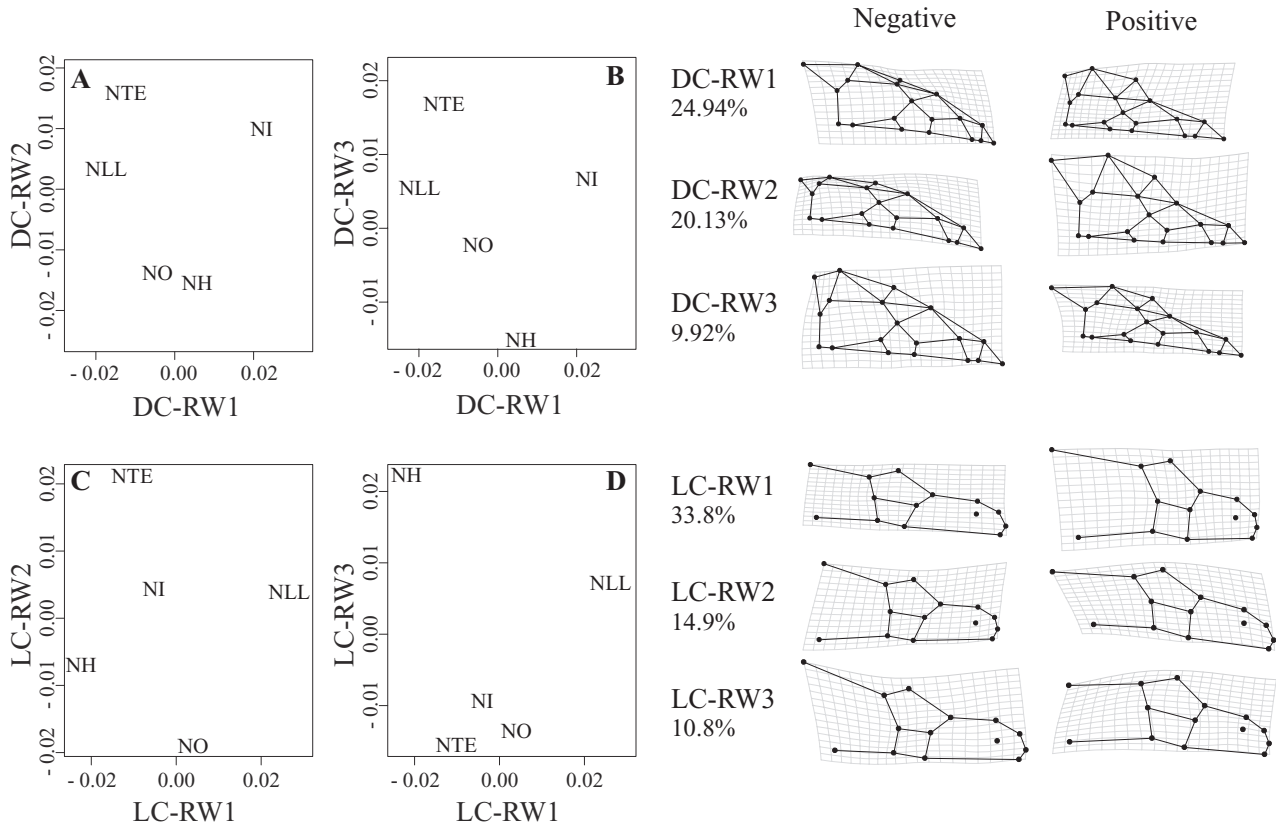 Negative Positive
A
NTE
NI
NLL
NO
NH
0.02
0.01
0.00
- 0.01
- 0.02
DC-RW2
- 0.02 0.00 0.02
DC-RW1
B
NTE
NLL
NI
NO
NH
0.02
0.01
0.00
- 0.01
DC-RW3
- 0.02 0.00 0.02
DC-RW1
DC-RW1
24.94%
DC-RW2
20.13%
DC-RW3
9.92%
C
NTE
NI
NLL
NH
NO
0.02
0.01
0.00
- 0.01
- 0.02
LC-RW2
- 0.02 0.00 0.02
LC-RW1
D
NH
NLL
NI
NO
NTE
0.02
0.01
0.00
- 0.01
LC-RW3
- 0.02 0.00 0.02
LC-RW1
LC-RW1
33.8%
LC-RW2
14.9%
LC-RW3
10.8%